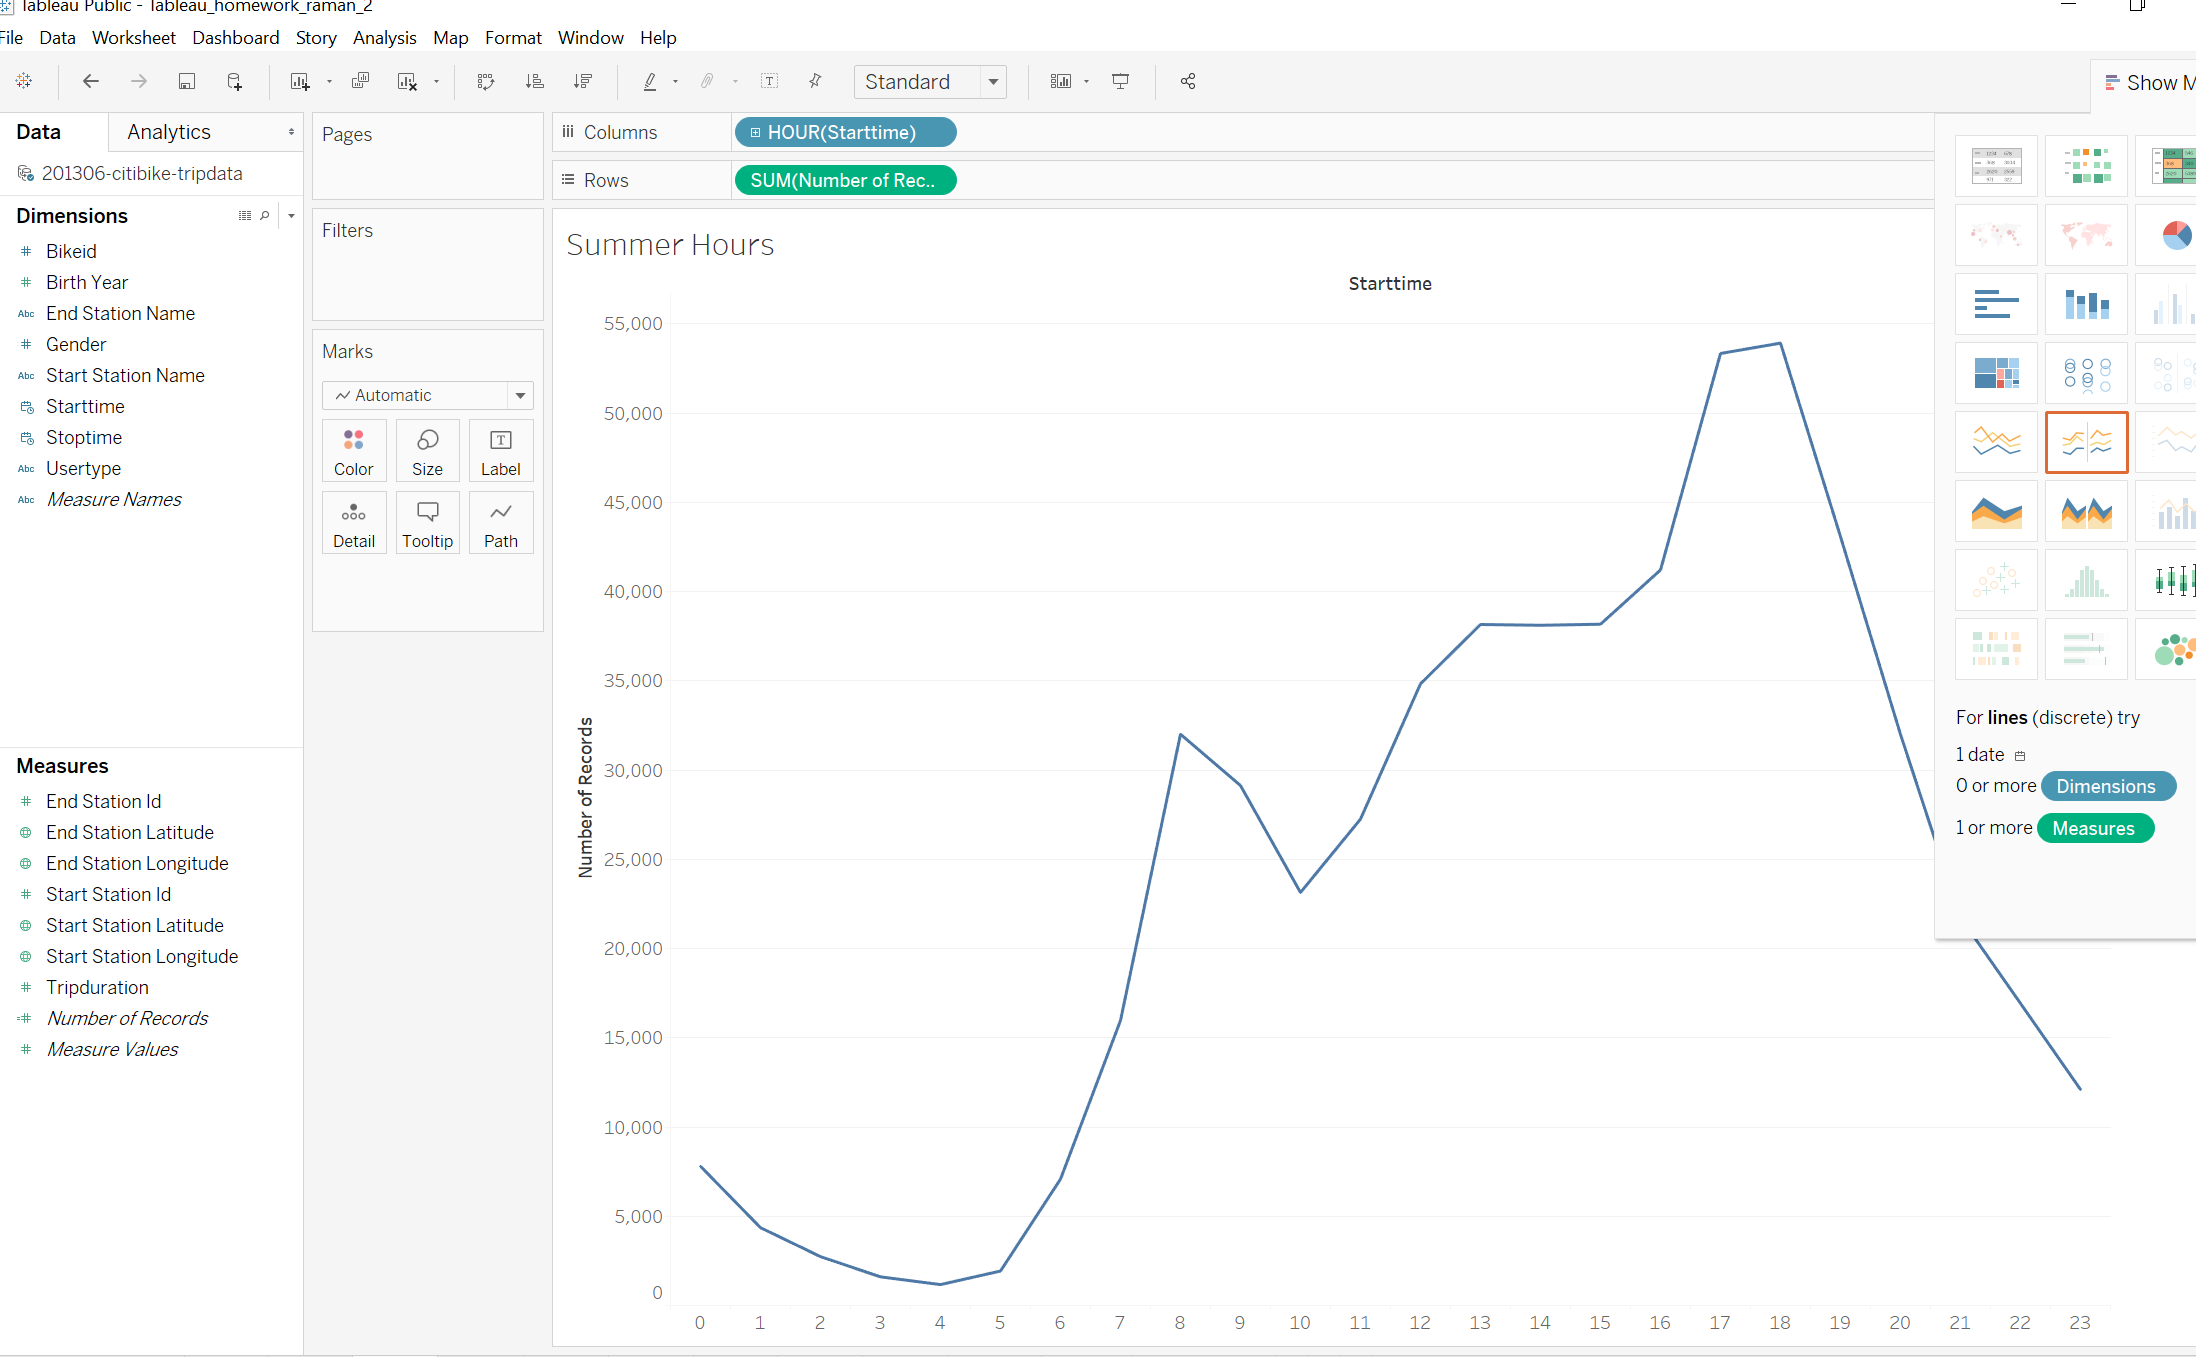 Tableau Public - Tableau_homework_raman_2
File Data Worksheet Dashboard Story Analysis Map Format Window Help
Standard
Show M
Data Analytics
201306-citibike-tripdata
Dimensions
Bikeid
Birth Year
Abc End Station Name
Gender
Abc Start Station Name
Starttime
Stoptime
Abc Usertype
Abc Measure Names
Measures
End Station Id
End Station Latitude
End Station Longitude
Start Station Id
Start Station Latitude
Start Station Longitude
Tripduration
Number of Records
Measure Values
Pages
Filters
Marks
Automatic
Color Size Label
Detail Tooltip Path
Columns HOUR(Starttime)
Rows SUM(Number of Rec..
Summer Hours
Starttime
Number of Records
55,000
50,000
45,000
40,000
35,000
30,000
25,000
20,000
15,000
10,000
5,000
0
0 1 2 3 4 5 6 7 8 9 10 11 12 13 14 15 16 17 18 19 20 21 22 23
For lines (discrete) try
1 date
0 or more Dimensions
1 or more Measures